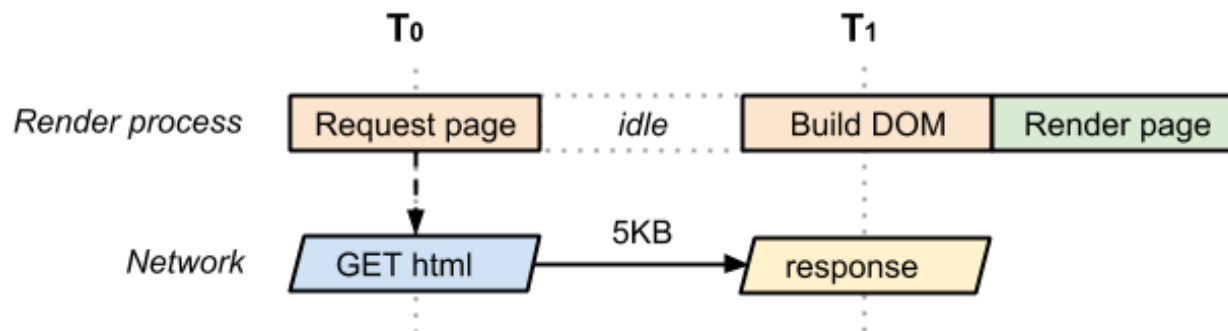 T0
T1
Render process
Request page
idle
Build DOM
Render page
5KB
Network
GET html
response